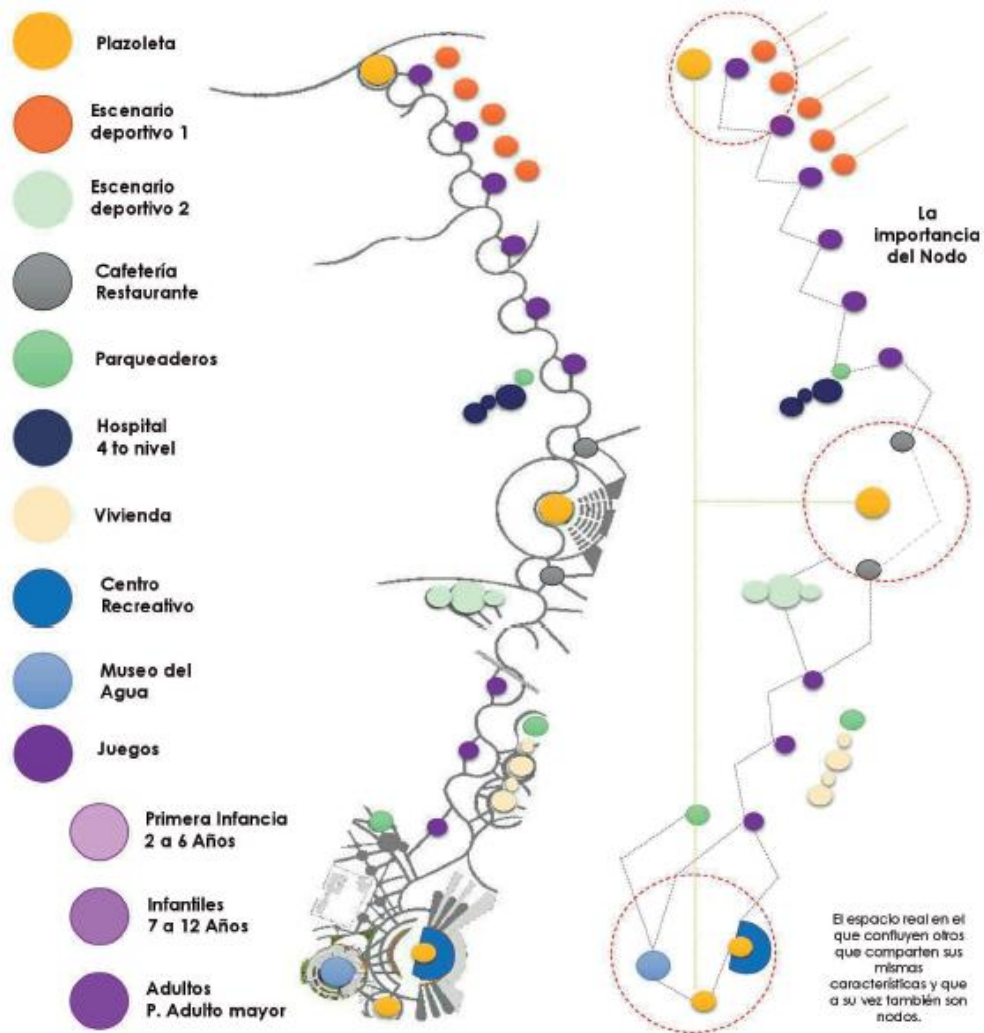 Plazoleta
Escenario
deportivo 1
Escenario
deportivo 2
Cafetería
Restaurante
Parqueaderos
Hospital
4 to nivel
Vivienda
Centro
Recreativo
Museo del
Agua
Juegos
Primera Infancia
2 a 6 Años
Infantiles
7 a 12 Años
Adultos
P. Adulto mayor
La
importancia
del Nodo
El espacio real en el
que confluyen otros
que comparten sus
mismas
características y que
a su vez también son
nodos.